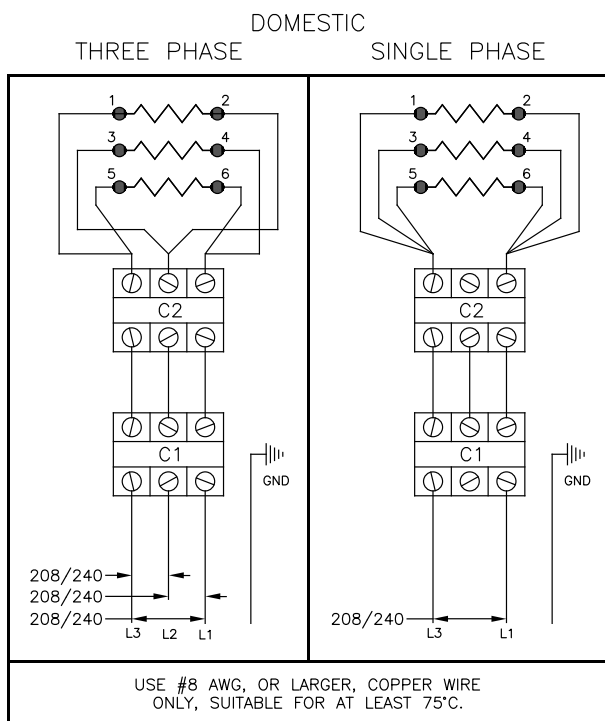 DOMESTIC
THREE PHASE
SINGLE PHASE
1 2
3 4
5 6
C2
C1
GND
208/240
208/240
208/240
L3 L2 L1
1 2
3 4
5 6
C2
C1
GND
208/240
L3 L1
USE #8 AWG, OR LARGER, COPPER WIRE
ONLY, SUITABLE FOR AT LEAST 75°C.